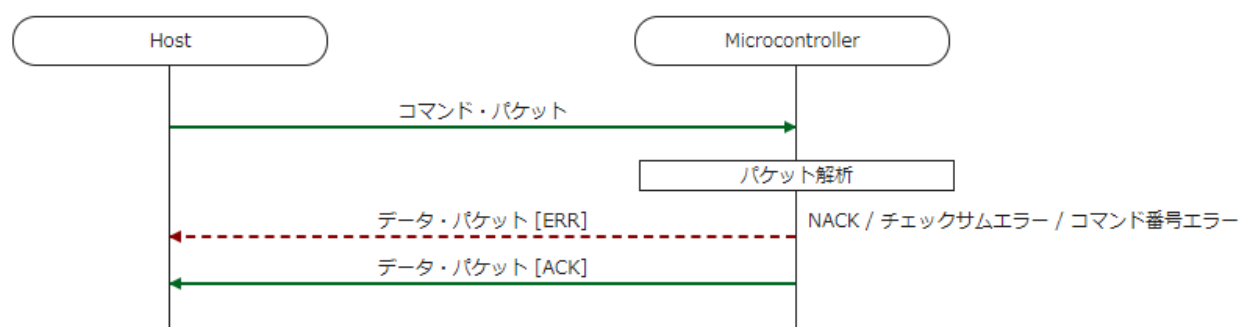 Host
Microcontroller
コマンド・パケット
パケット解析
データ・パケット [ERR]
NACK / チェックサムエラー / コマンド番号エラー
データ・パケット [ACK]